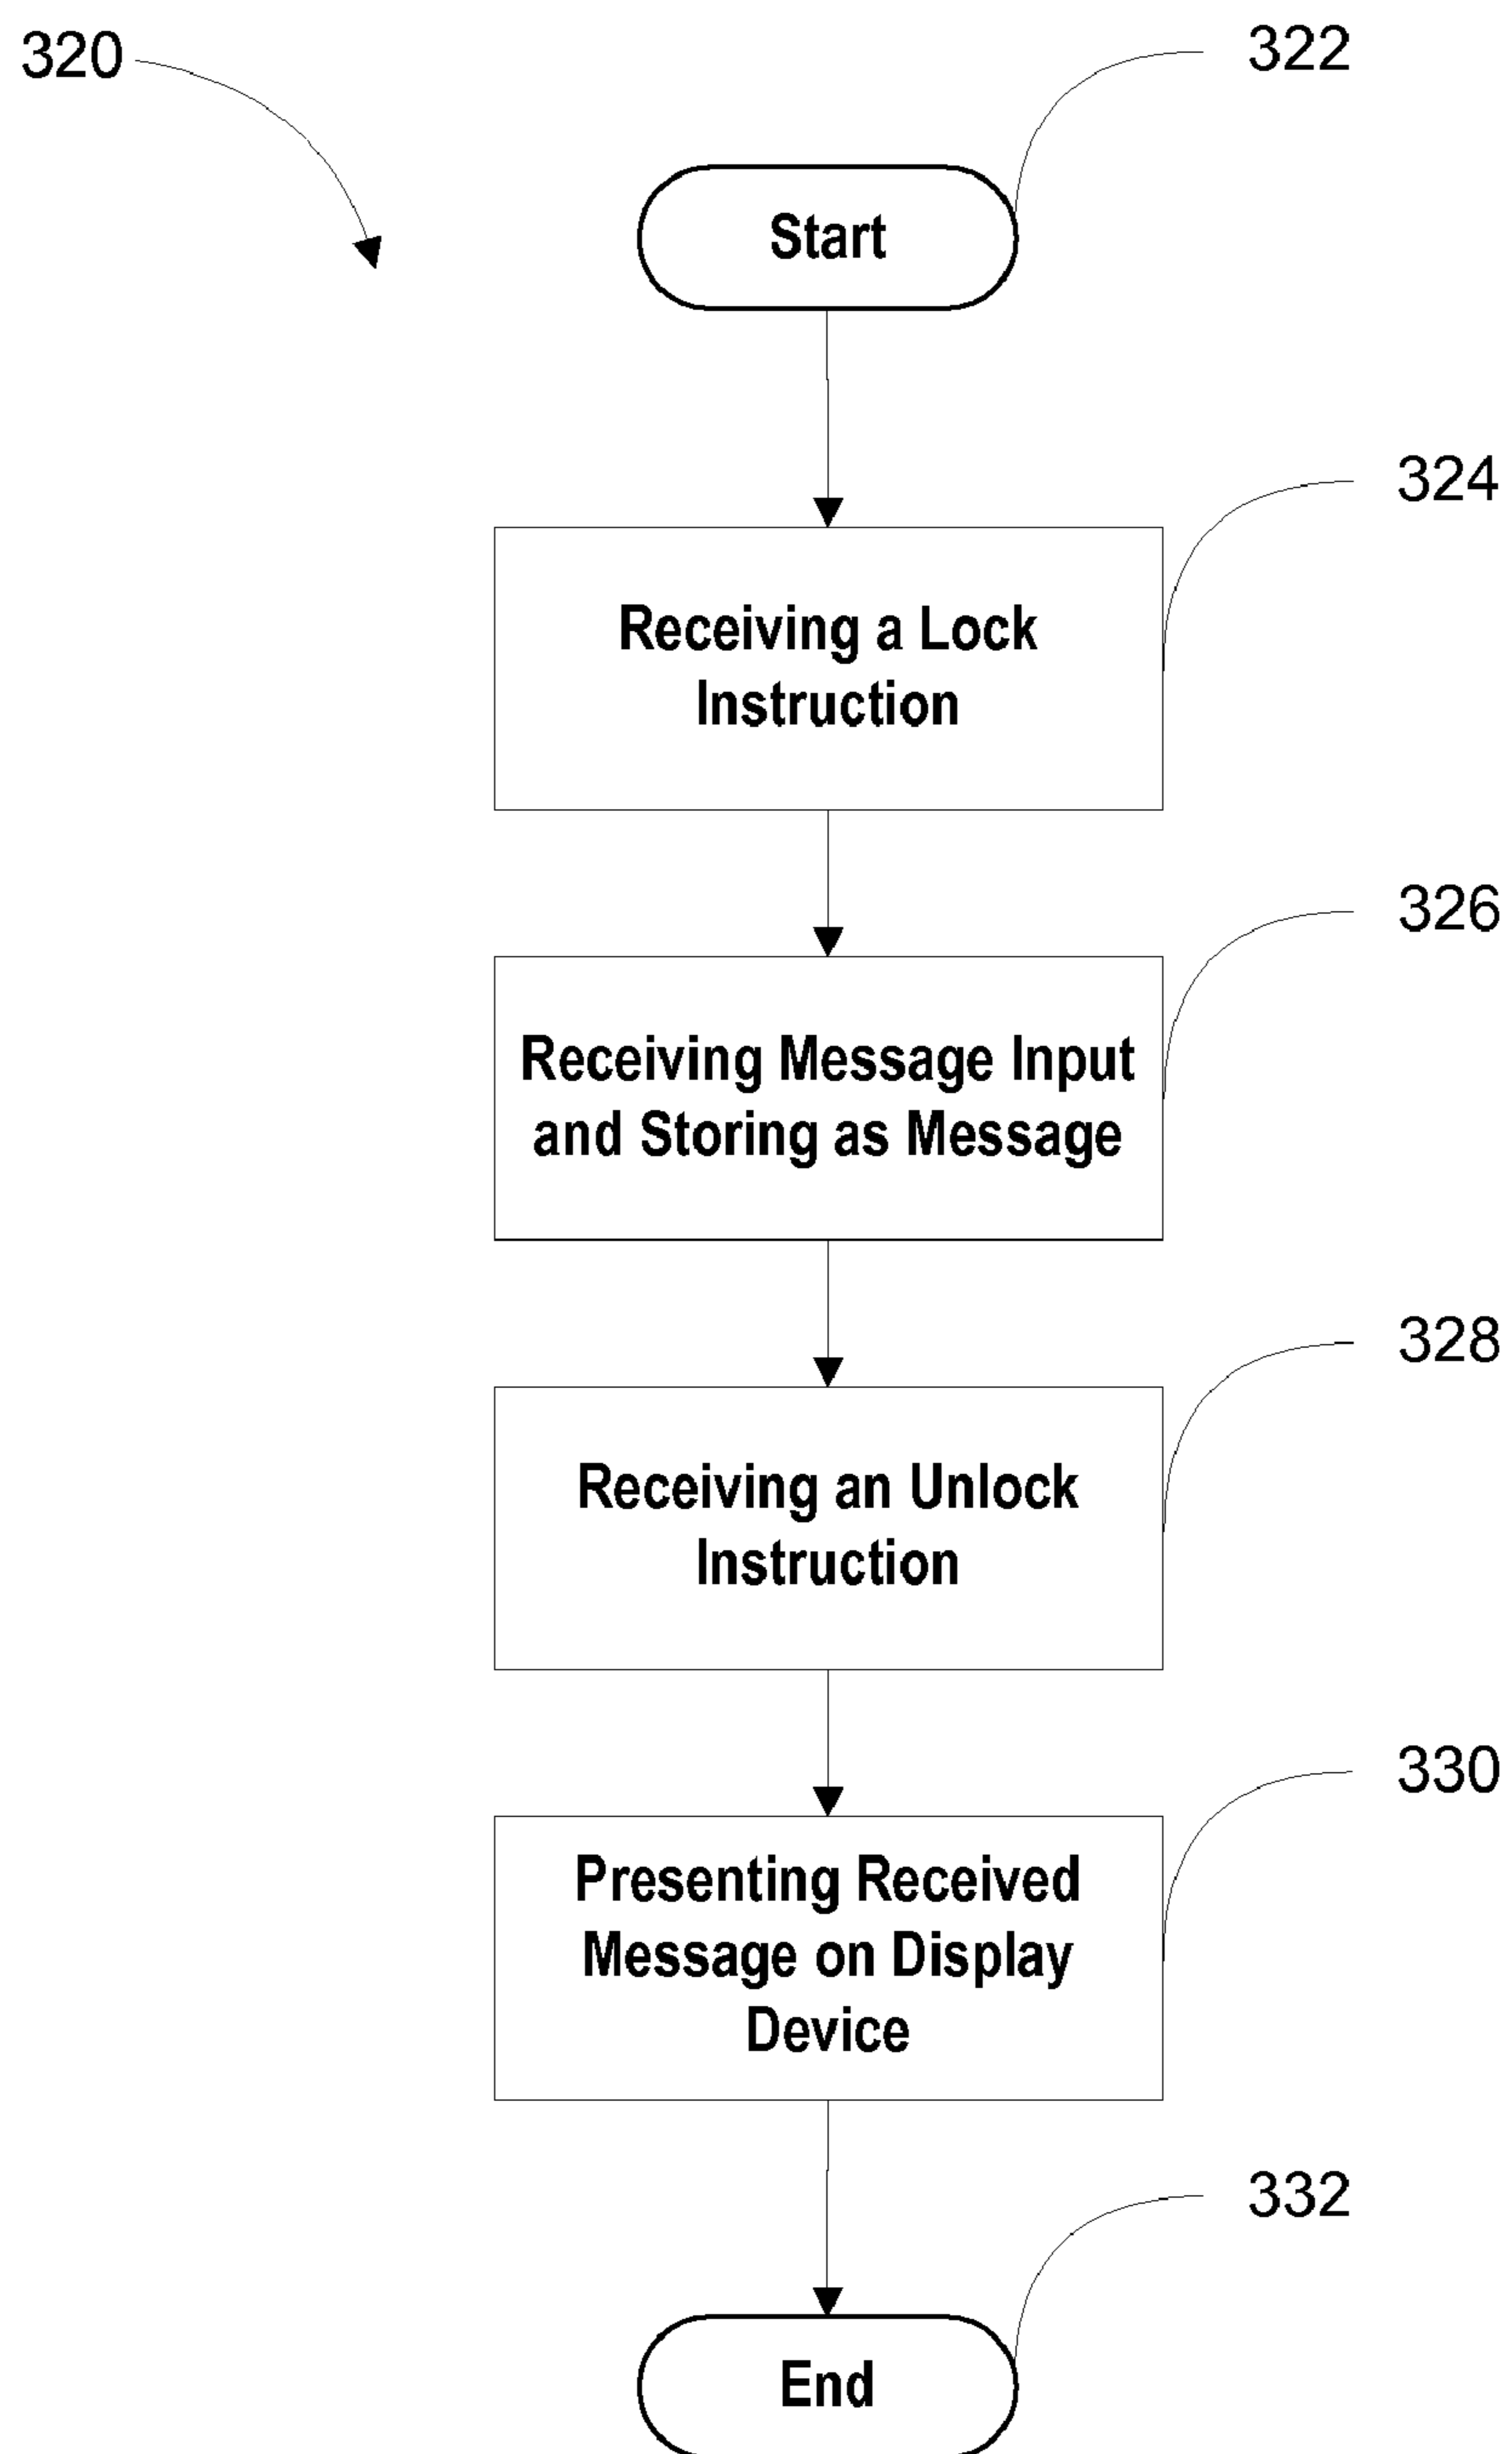 320
322
Start
324
Receiving a Lock
Instruction
326
Receiving Message Input
and Storing as Message
328
Receiving an Unlock
Instruction
330
Presenting Received
Message on Display
Device
332
End